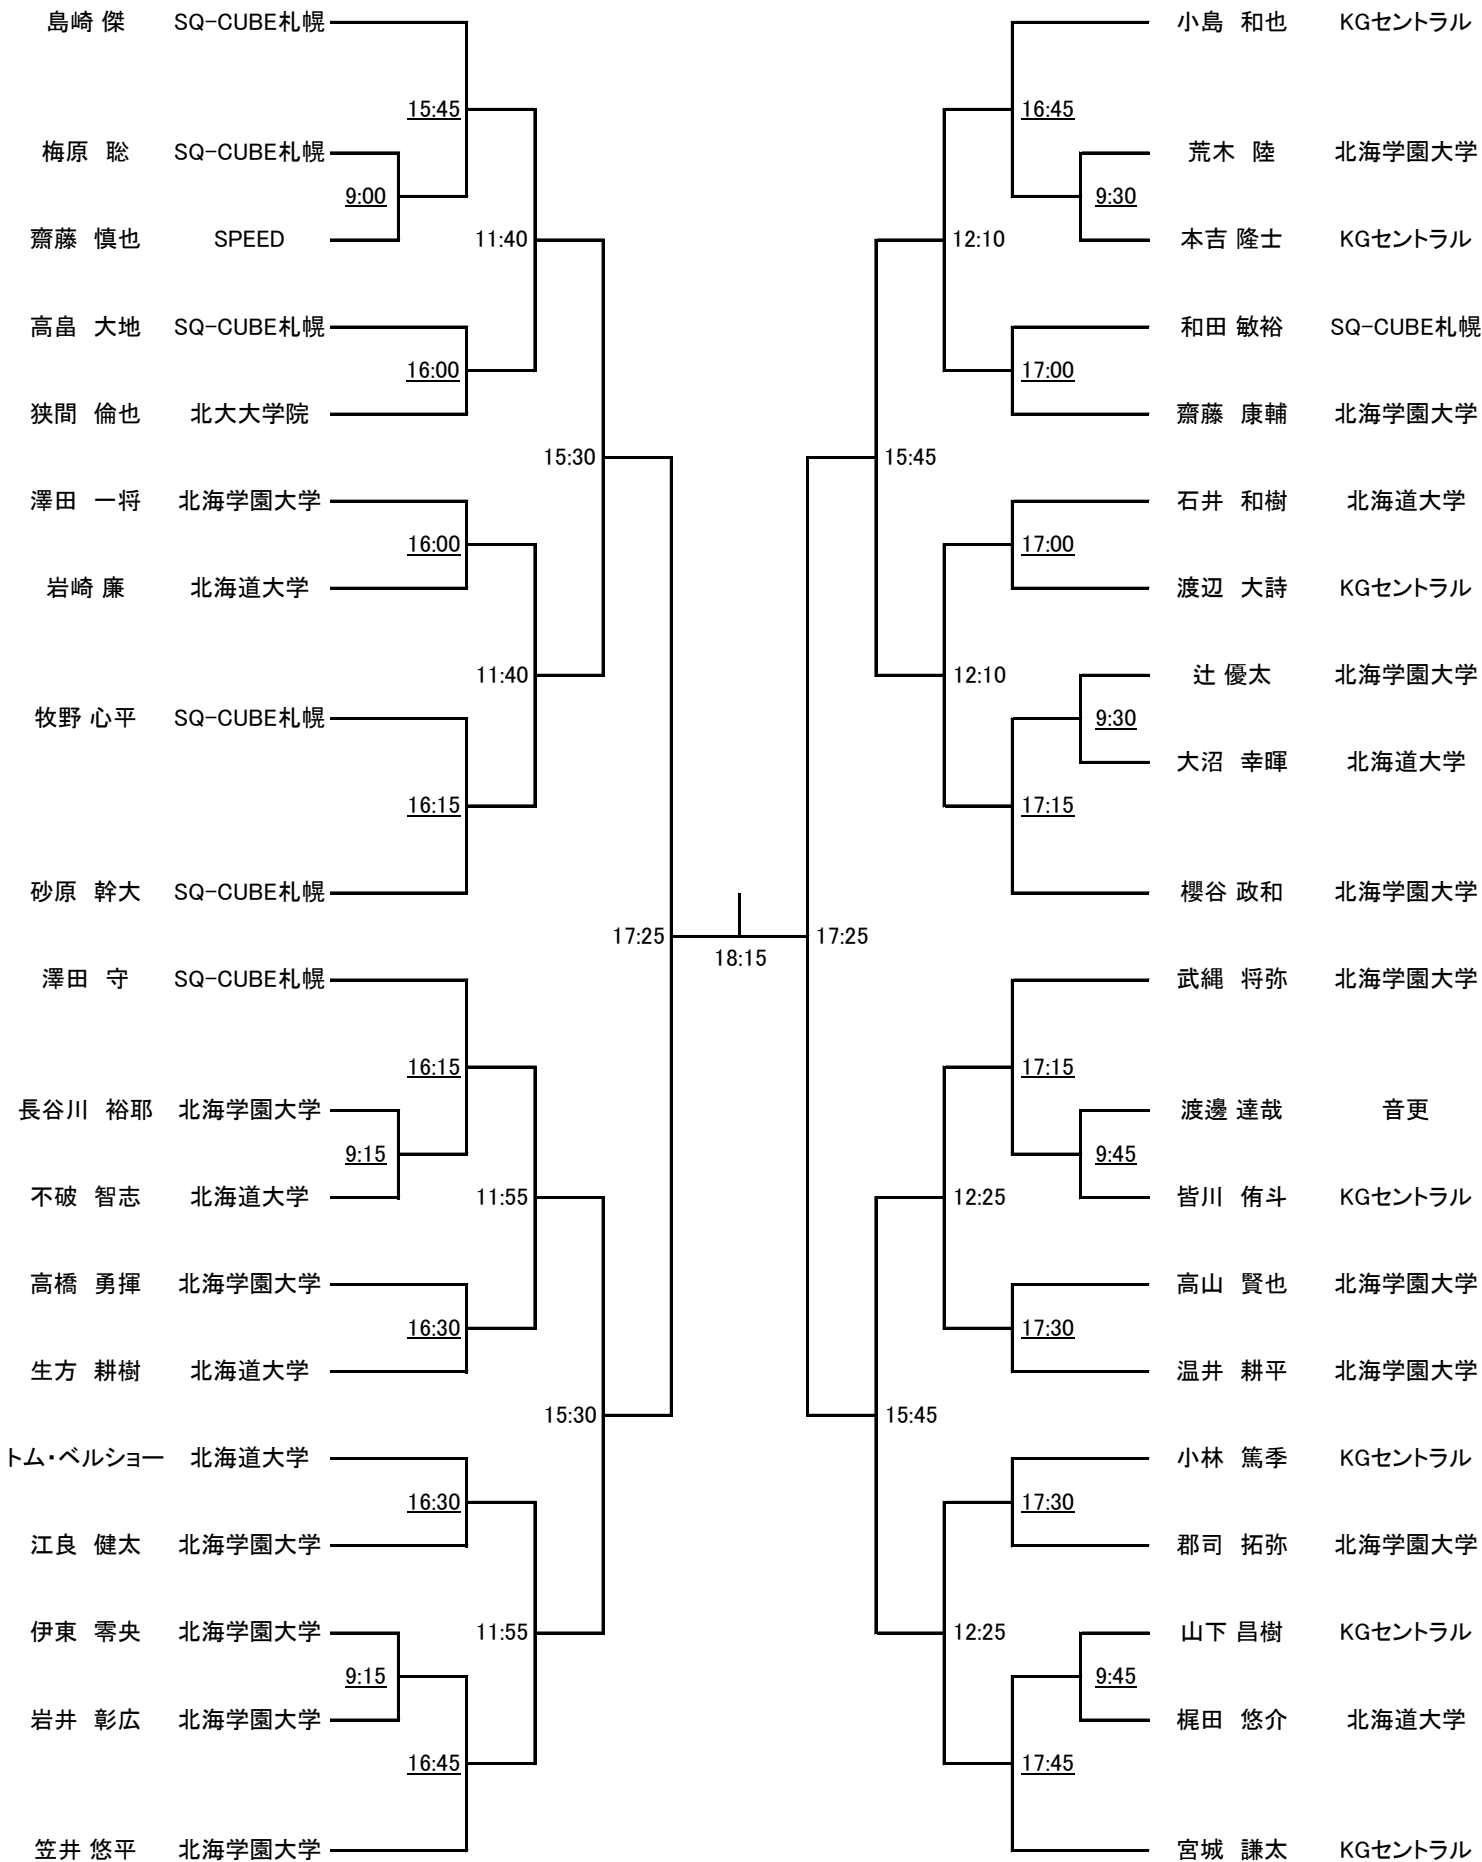 島崎 傑 SQ-CUBE札幌
15:45
梅原 聡 SQ-CUBE札幌
9:00
齋藤 慎也 SPEED
11:40
高畠 大地 SQ-CUBE札幌
16:00
狭間 倫也 北大大学院
15:30
澤田 一将 北海学園大学
16:00
岩崎 廉 北海道大学
11:40
牧野 心平 SQ-CUBE札幌
16:15
砂原 幹大 SQ-CUBE札幌
17:25
澤田 守 SQ-CUBE札幌
16:15
長谷川 裕耶 北海学園大学
9:15
不破 智志 北海道大学
11:55
高橋 勇揮 北海学園大学
16:30
生方 耕樹 北海道大学
15:30
トム・ベルショー 北海道大学
16:30
江良 健太 北海学園大学
伊東 零央 北海学園大学
11:55
9:15
岩井 彰広 北海学園大学
16:45
笠井 悠平 北海学園大学
18:15
小島 和也 KGセントラル
16:45
荒木 陸 北海学園大学
9:30
本吉 隆士 KGセントラル
12:10
和田 敏裕 SQ-CUBE札幌
17:00
齋藤 康輔 北海学園大学
15:45
石井 和樹 北海道大学
17:00
渡辺 大詩 KGセントラル
12:10
辻 優太 北海学園大学
9:30
大沼 幸暉 北海道大学
17:15
櫻谷 政和 北海学園大学
17:25
武縄 将弥 北海学園大学
17:15
渡邊 達哉 音更
9:45
皆川 侑斗 KGセントラル
12:25
高山 賢也 北海学園大学
17:30
温井 耕平 北海学園大学
15:45
小林 篤季 KGセントラル
17:30
郡司 拓弥 北海学園大学
12:25
山下 昌樹 KGセントラル
9:45
梶田 悠介 北海道大学
17:45
宮城 謙太 KGセントラル